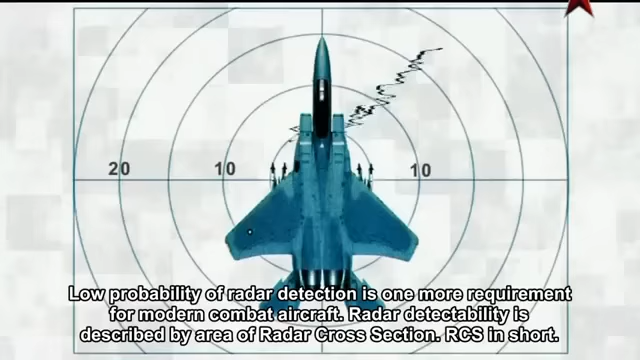 20
10
10
Low probability of radar detection is one more requirement
for modern combat aircraft. Radar detectability is
described by area of Radar Cross Section. RCS in short.